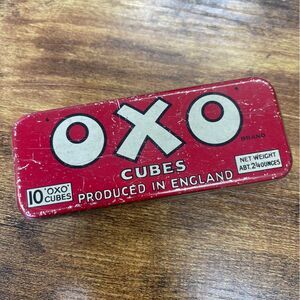 OXO
BRAND
CUBES
10 'OXO'
CUBES
PRODUCED IN ENGLAND
NET WEIGHT
ABT. 2¼ OUNCES